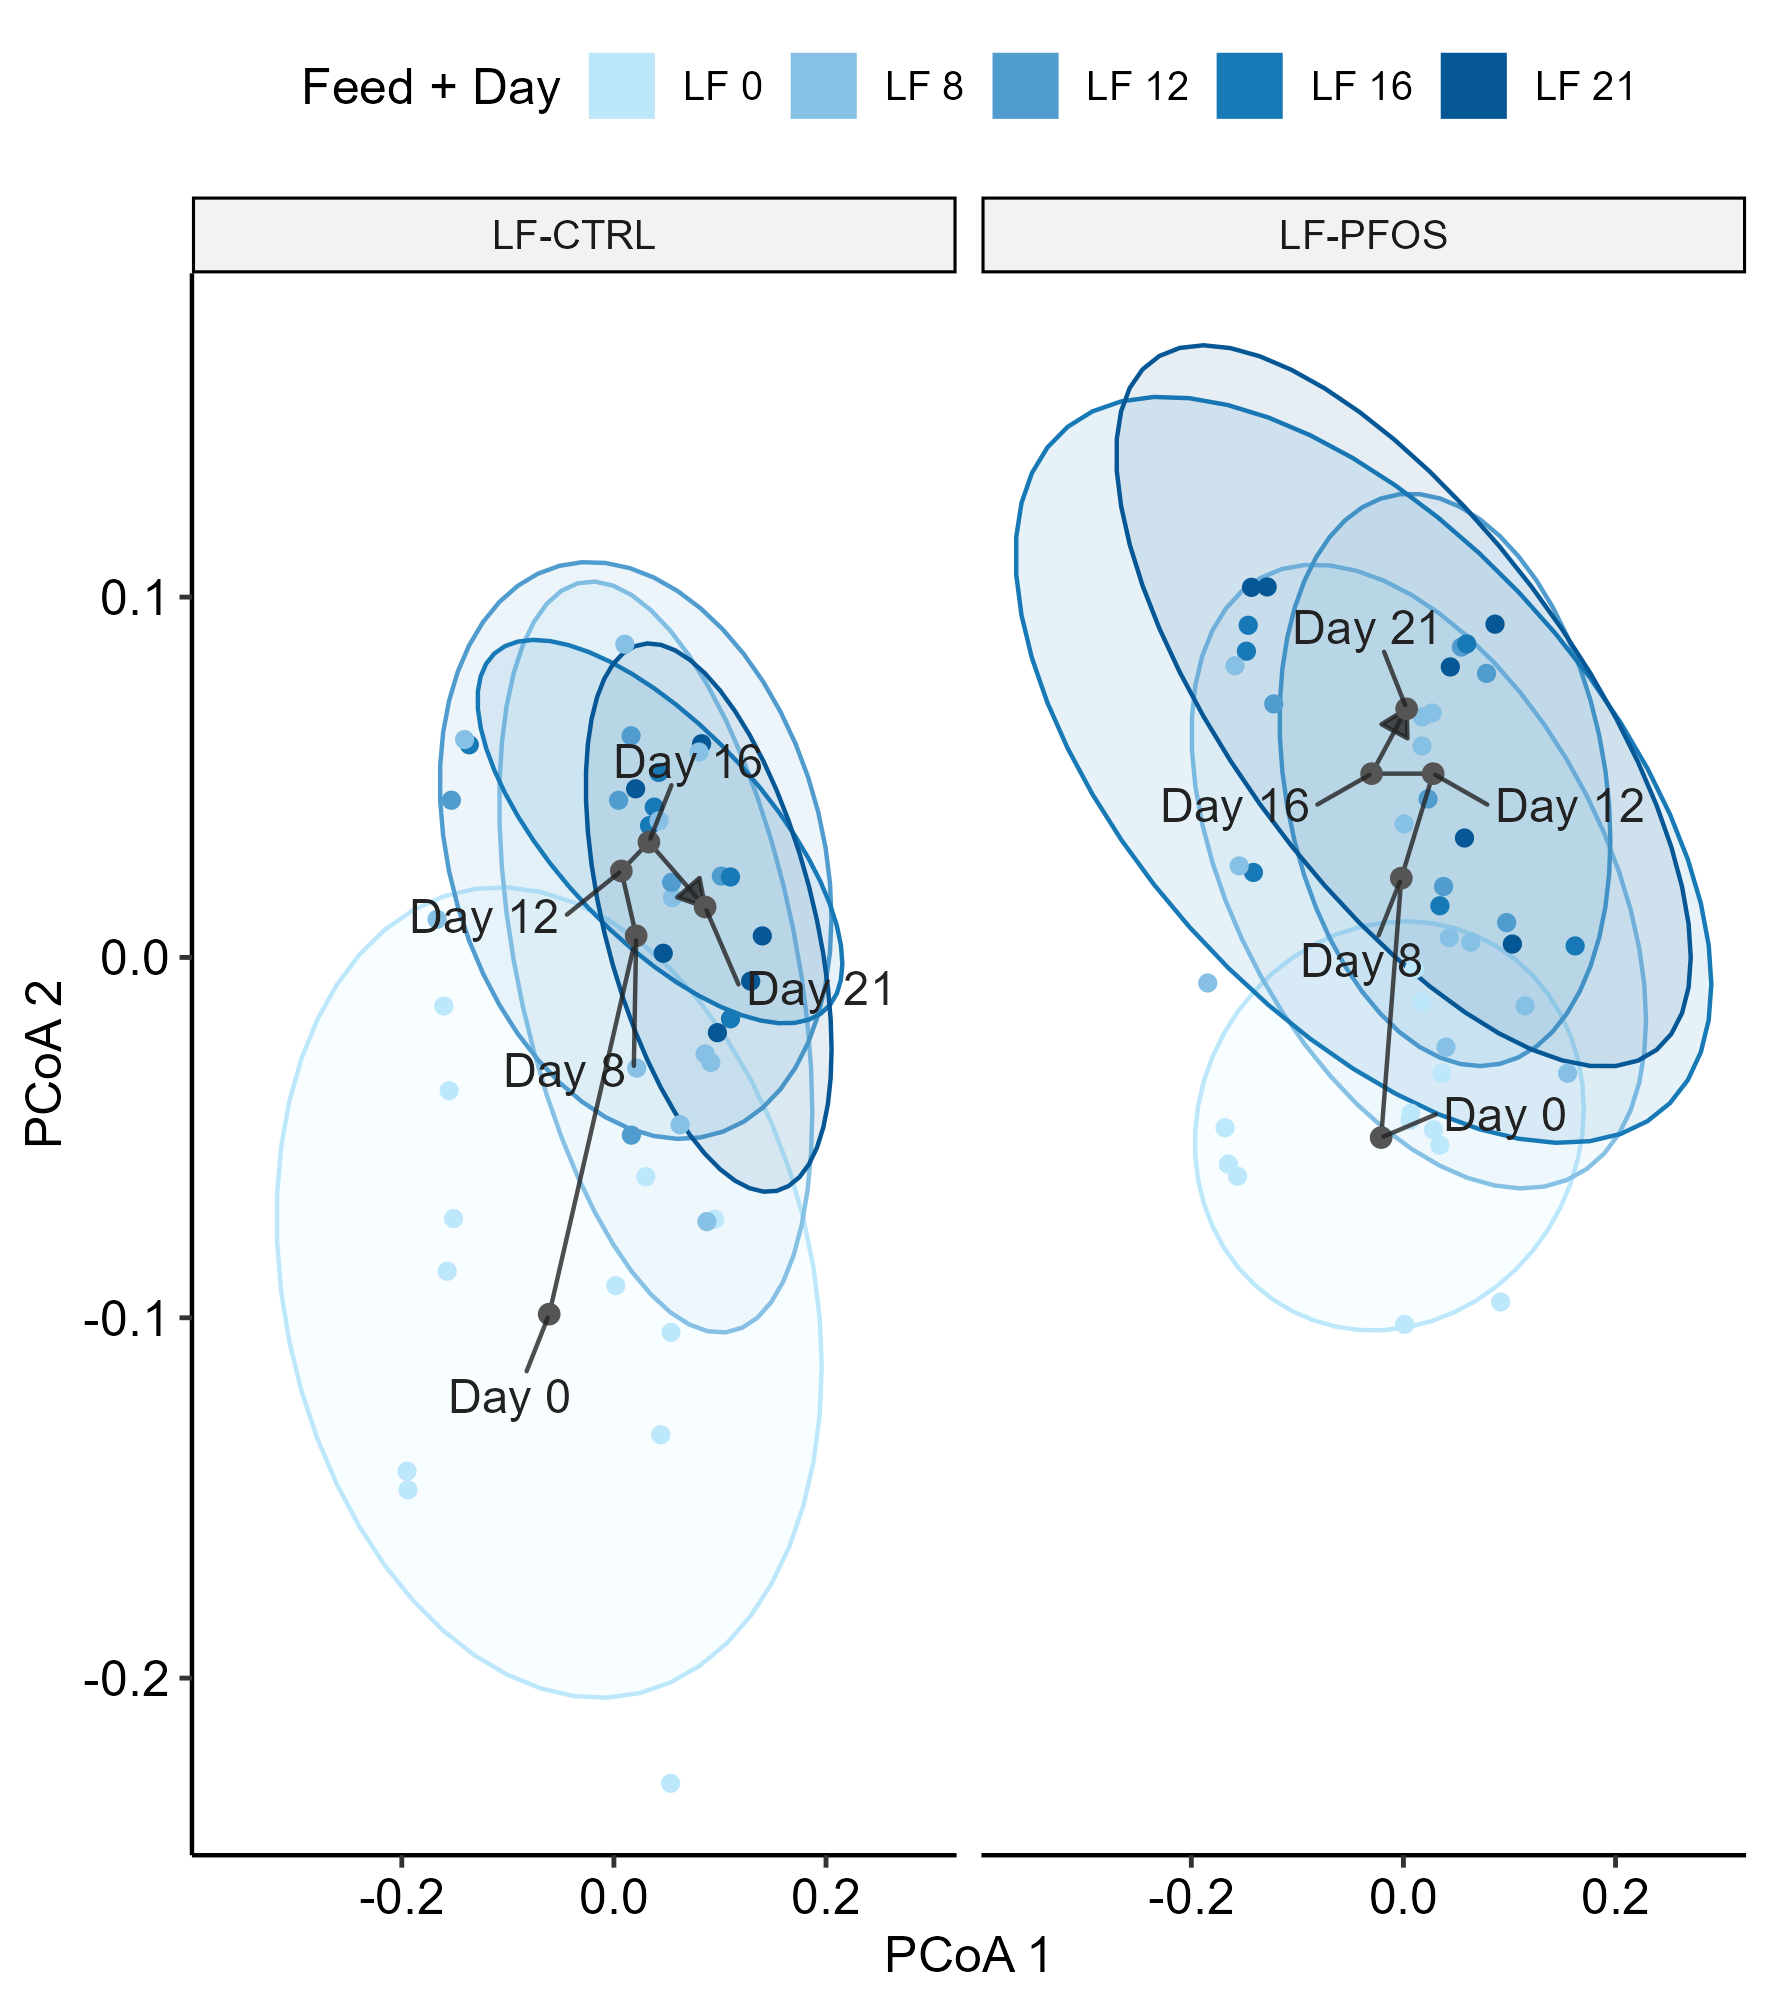 Feed + Day LF 0 LF 8 LF 12 LF 16 LF 21
LF-CTRL LF-PFOS
PCoA 2
0.1
0.0
-0.1
-0.2
Day 16
Day 12
Day 21
Day 8
Day 0
Day 21
Day 16
Day 12
Day 8
Day 0
-0.2 0.0 0.2 -0.2 0.0 0.2
PCoA 1